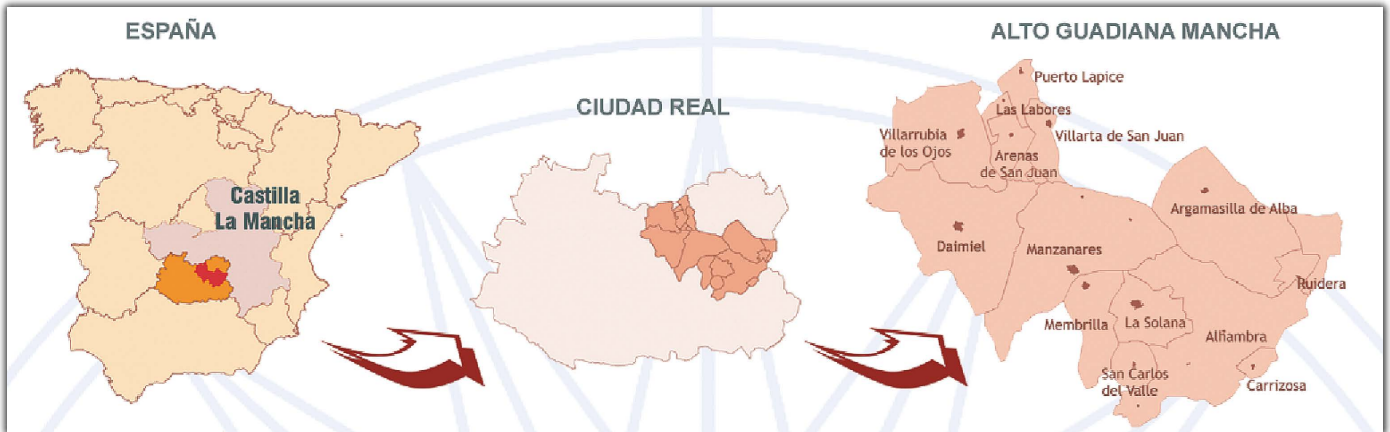 ESPAÑA
Castilla
La Mancha
CIUDAD REAL
ALTO GUADIANA MANCHA
Puerto Lapice
Las Labores
Villarrubia
de los Ojos
Villarta de San Juan
Arenas
de San Juan
Argamasilla de Alba
Daimiel
Manzanares
Ruidera
Membrilla
La Solana
Alhambra
San Carlos
del Valle
Carrizosa